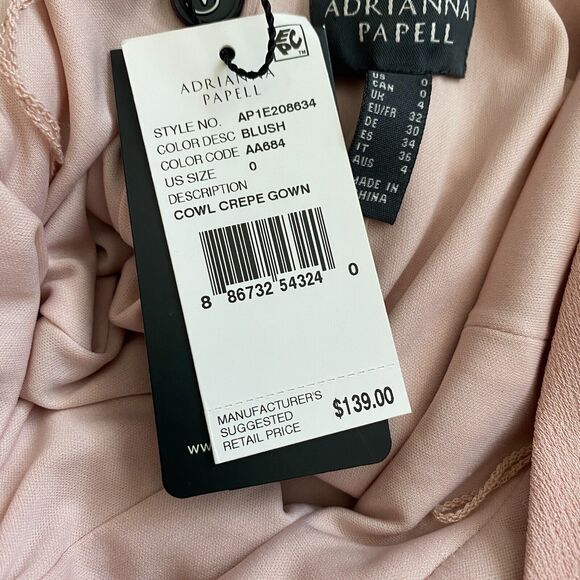 ADRIANNA
PAPELL
US 0
CAN 0
UK 4
EU/FR 32
DE 30
ES 34
IT 36
AUS 4
MADE IN
CHINA
EPC
TM
ADRIANNA
PAPELL
STYLE NO. AP1E208634
COLOR DESC BLUSH
COLOR CODE AA684
US SIZE 0
DESCRIPTION
COWL CREPE GOWN
8 86732 54324 0
MANUFACTURER'S
SUGGESTED
RETAIL PRICE
$139.00